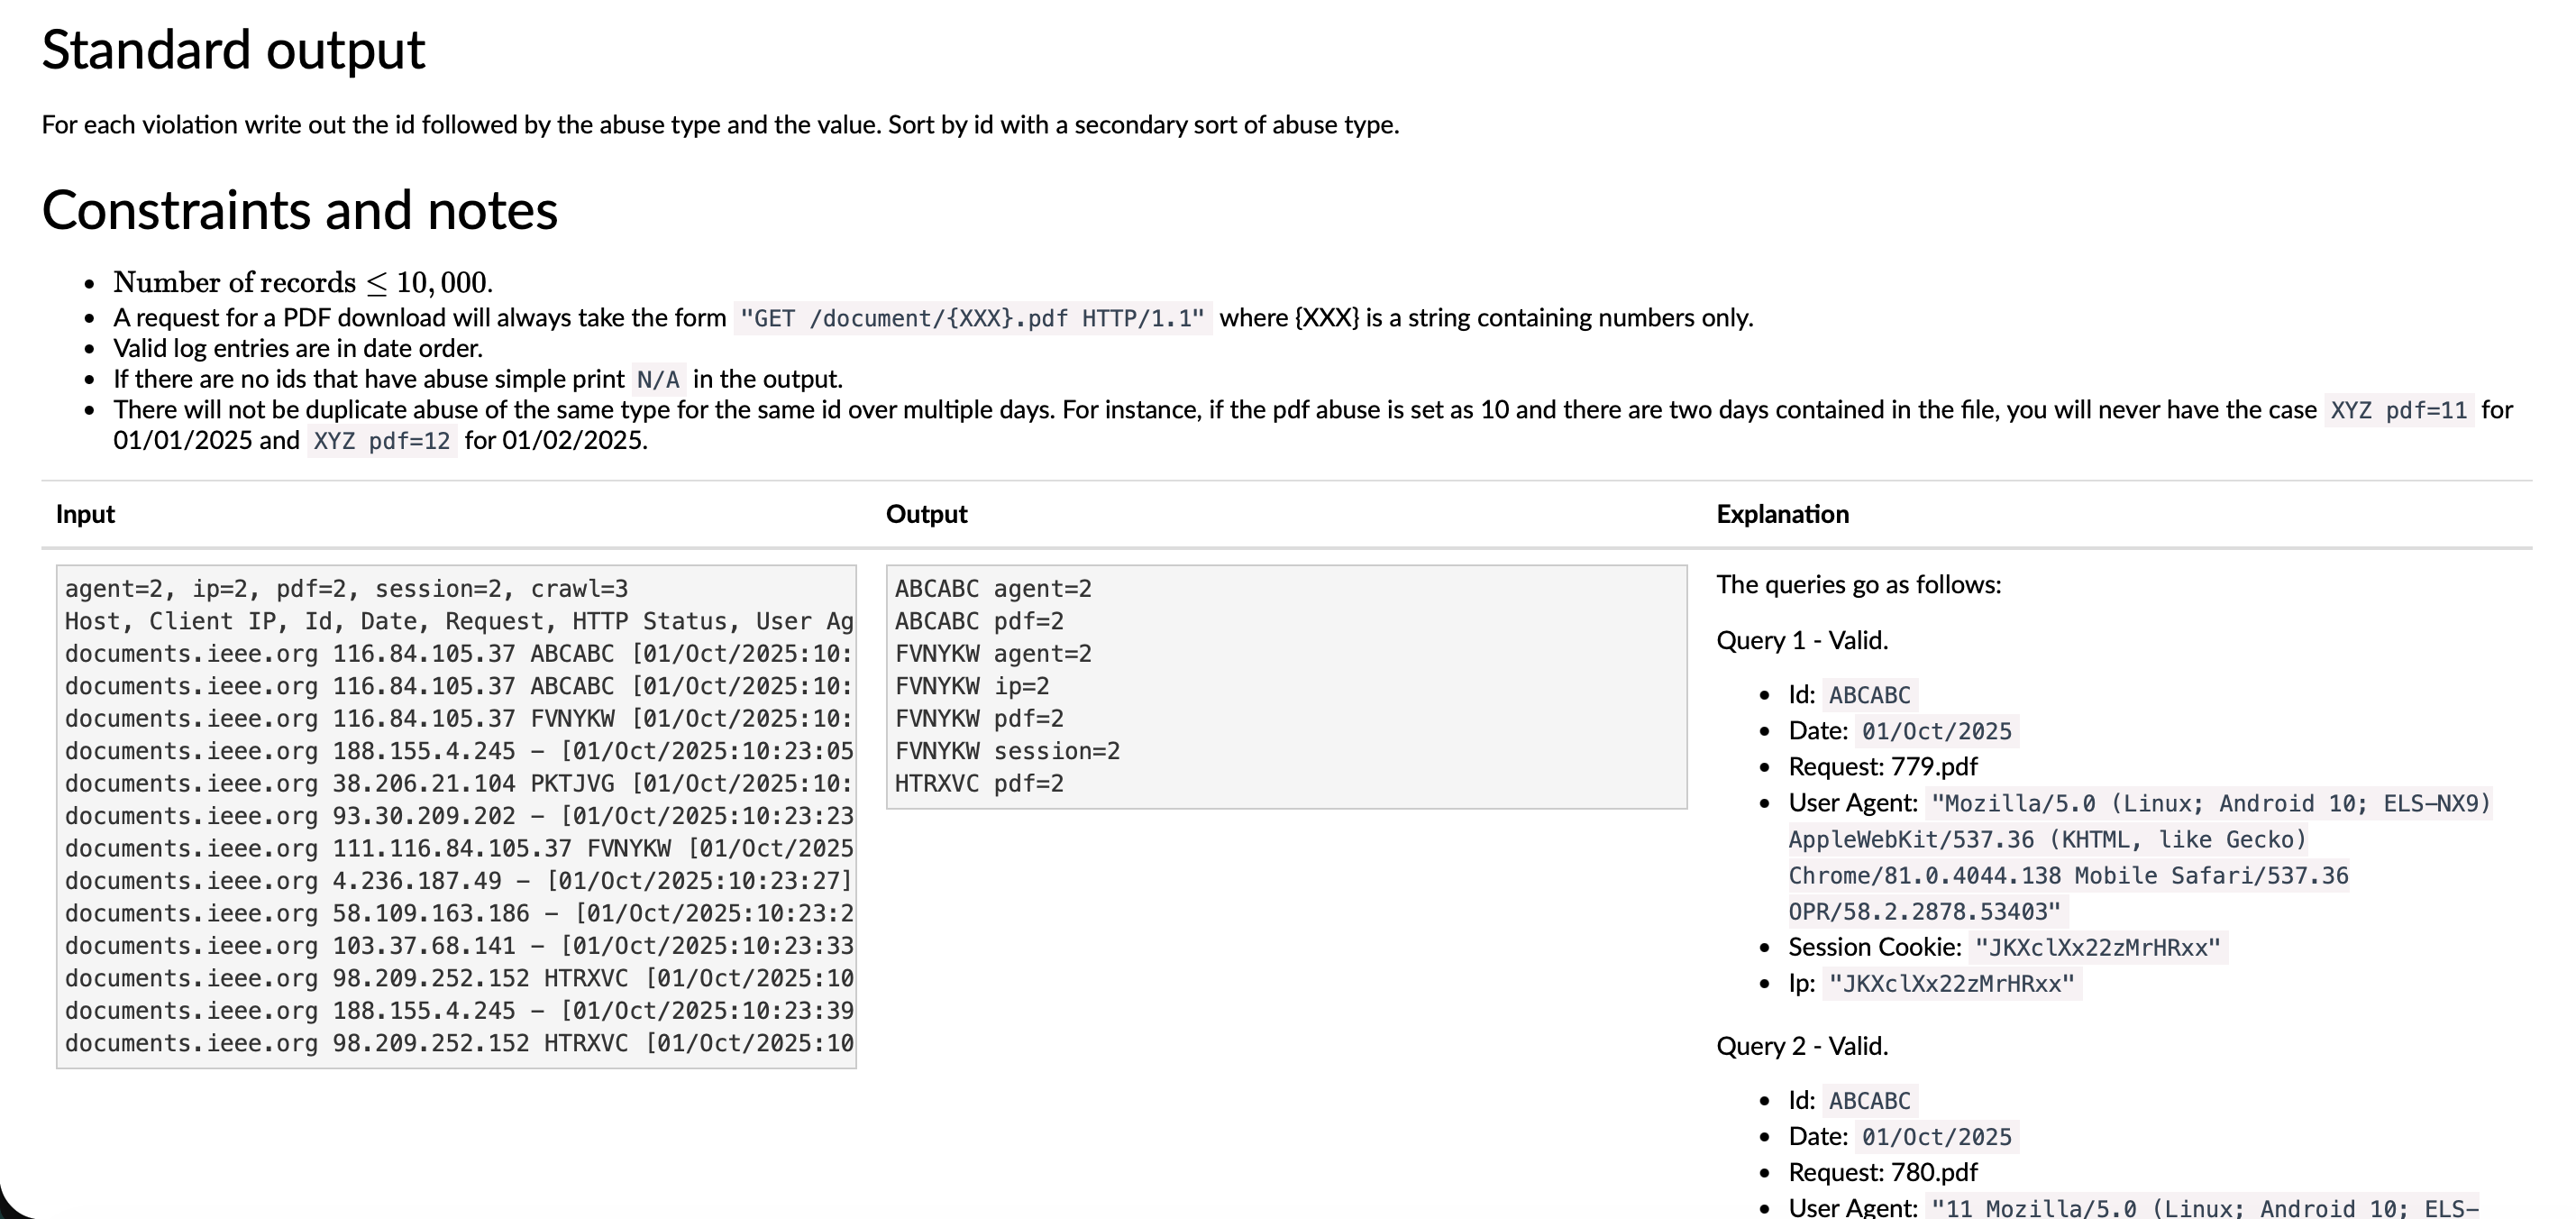 Standard output
For each violation write out the id followed by the abuse type and the value. Sort by id with a secondary sort of abuse type.
Constraints and notes
• Number of records ≤ 10,000.
• A request for a PDF download will always take the form "GET /document/{XXX}.pdf HTTP/1.1" where {XXX} is a string containing numbers only.
• Valid log entries are in date order.
• If there are no ids that have abuse simple print N/A in the output.
• There will not be duplicate abuse of the same type for the same id over multiple days. For instance, if the pdf abuse is set as 10 and there are two days contained in the file, you will never have the case XYZ pdf=11 for
01/01/2025 and XYZ pdf=12 for 01/02/2025.
Input
agent=2, ip=2, pdf=2, session=2, crawl=3
Host, Client IP, Id, Date, Request, HTTP Status, User Ag
documents.ieee.org 116.84.105.37 ABCABC [01/Oct/2025:10:
documents.ieee.org 116.84.105.37 ABCABC [01/Oct/2025:10:
documents.ieee.org 116.84.105.37 FVNYKW [01/Oct/2025:10:
documents.ieee.org 188.155.4.245 – [01/Oct/2025:10:23:05
documents.ieee.org 38.206.21.104 PKTJVG [01/Oct/2025:10:
documents.ieee.org 93.30.209.202 – [01/Oct/2025:10:23:23
documents.ieee.org 111.116.84.105.37 FVNYKW [01/Oct/2025
documents.ieee.org 4.236.187.49 – [01/Oct/2025:10:23:27]
documents.ieee.org 58.109.163.186 – [01/Oct/2025:10:23:2
documents.ieee.org 103.37.68.141 – [01/Oct/2025:10:23:33
documents.ieee.org 98.209.252.152 HTRXVC [01/Oct/2025:10
documents.ieee.org 188.155.4.245 – [01/Oct/2025:10:23:39
documents.ieee.org 98.209.252.152 HTRXVC [01/Oct/2025:10
Output
ABCABC agent=2
ABCABC pdf=2
FVNYKW agent=2
FVNYKW ip=2
FVNYKW pdf=2
FVNYKW session=2
HTRXVC pdf=2
Explanation
The queries go as follows:
Query 1 - Valid.
• Id: ABCABC
• Date: 01/Oct/2025
• Request: 779.pdf
• User Agent: "Mozilla/5.0 (Linux; Android 10; ELS–NX9)
AppleWebKit/537.36 (KHTML, like Gecko)
Chrome/81.0.4044.138 Mobile Safari/537.36
OPR/58.2.2878.53403"
• Session Cookie: "JKXclXx22zMrHRxx"
• Ip: "JKXclXx22zMrHRxx"
Query 2 - Valid.
• Id: ABCABC
• Date: 01/Oct/2025
• Request: 780.pdf
• User Agent: "11 Mozilla/5.0 (Linux; Android 10; ELS–